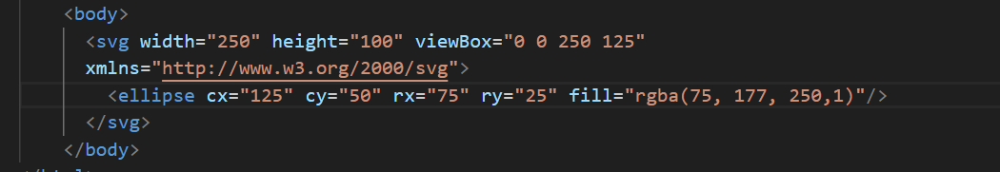 <body>
<svg width="250" height="100" viewBox="0 0 250 125"
xmlns="http://www.w3.org/2000/svg">
<ellipse cx="125" cy="50" rx="75" ry="25" fill="rgba(75, 177, 250,1)"/>
</svg>
</body>